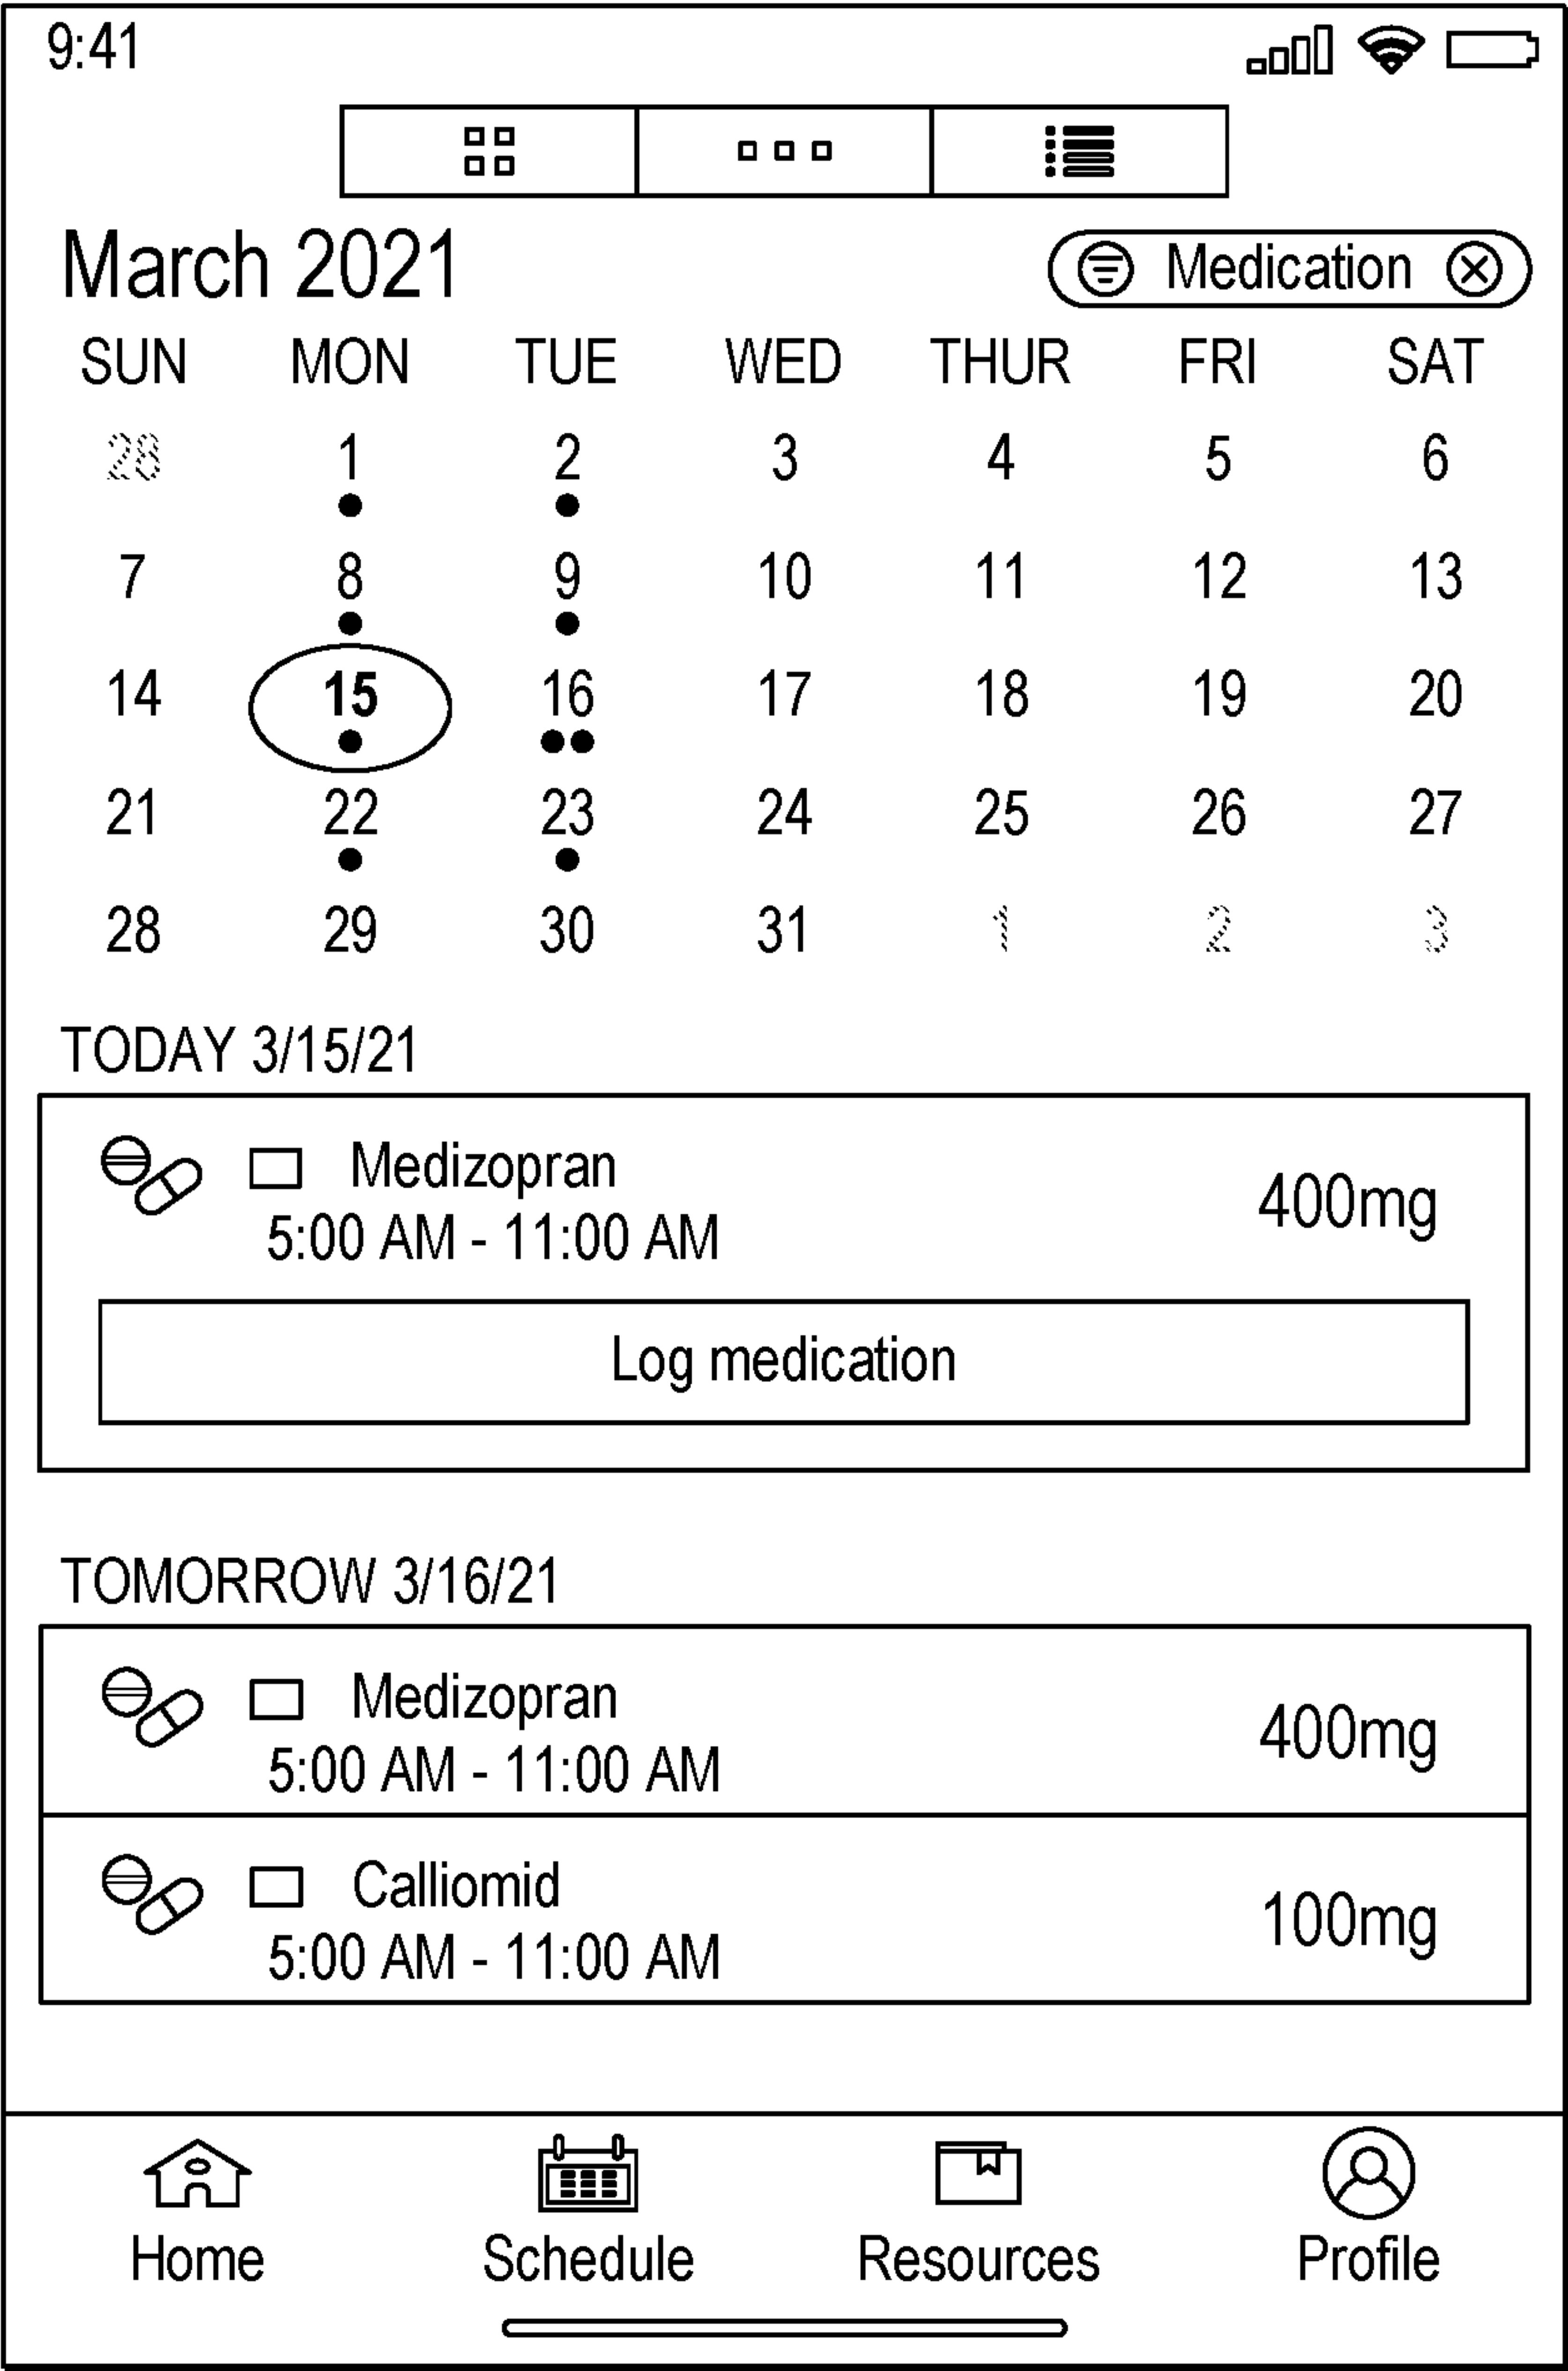 9:41
March 2021 Medication
SUN MON TUE WED THUR FRI SAT
28 1 2 3 4 5 6
7 8 9 10 11 12 13
14 15 16 17 18 19 20
21 22 23 24 25 26 27
28 29 30 31 1 2 3
TODAY 3/15/21
Medizopran 400mg
5:00 AM - 11:00 AM
Log medication
TOMORROW 3/16/21
Medizopran 400mg
5:00 AM - 11:00 AM
Calliomid 100mg
5:00 AM - 11:00 AM
Home Schedule Resources Profile